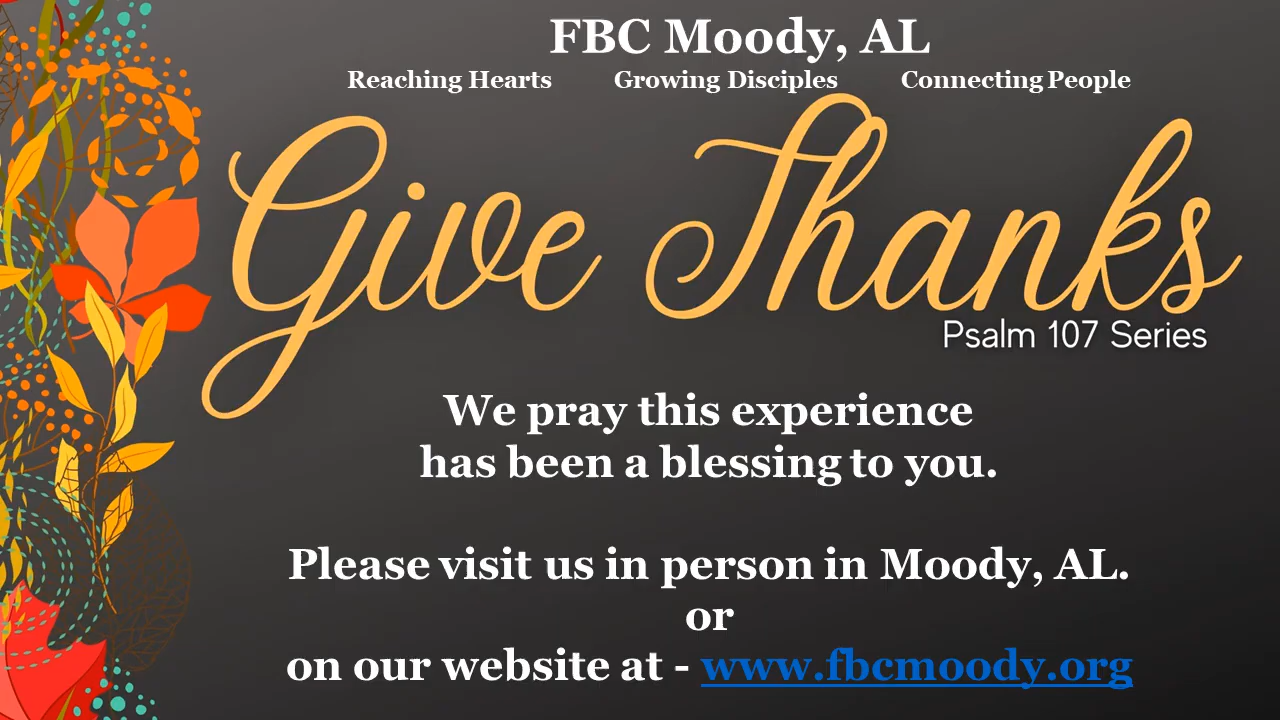 FBC Moody, AL
Reaching Hearts Growing Disciples Connecting People
Give Thanks
Psalm 107 Series
We pray this experience
has been a blessing to you.
Please visit us in person in Moody, AL.
or
on our website at - www.fbcmoody.org